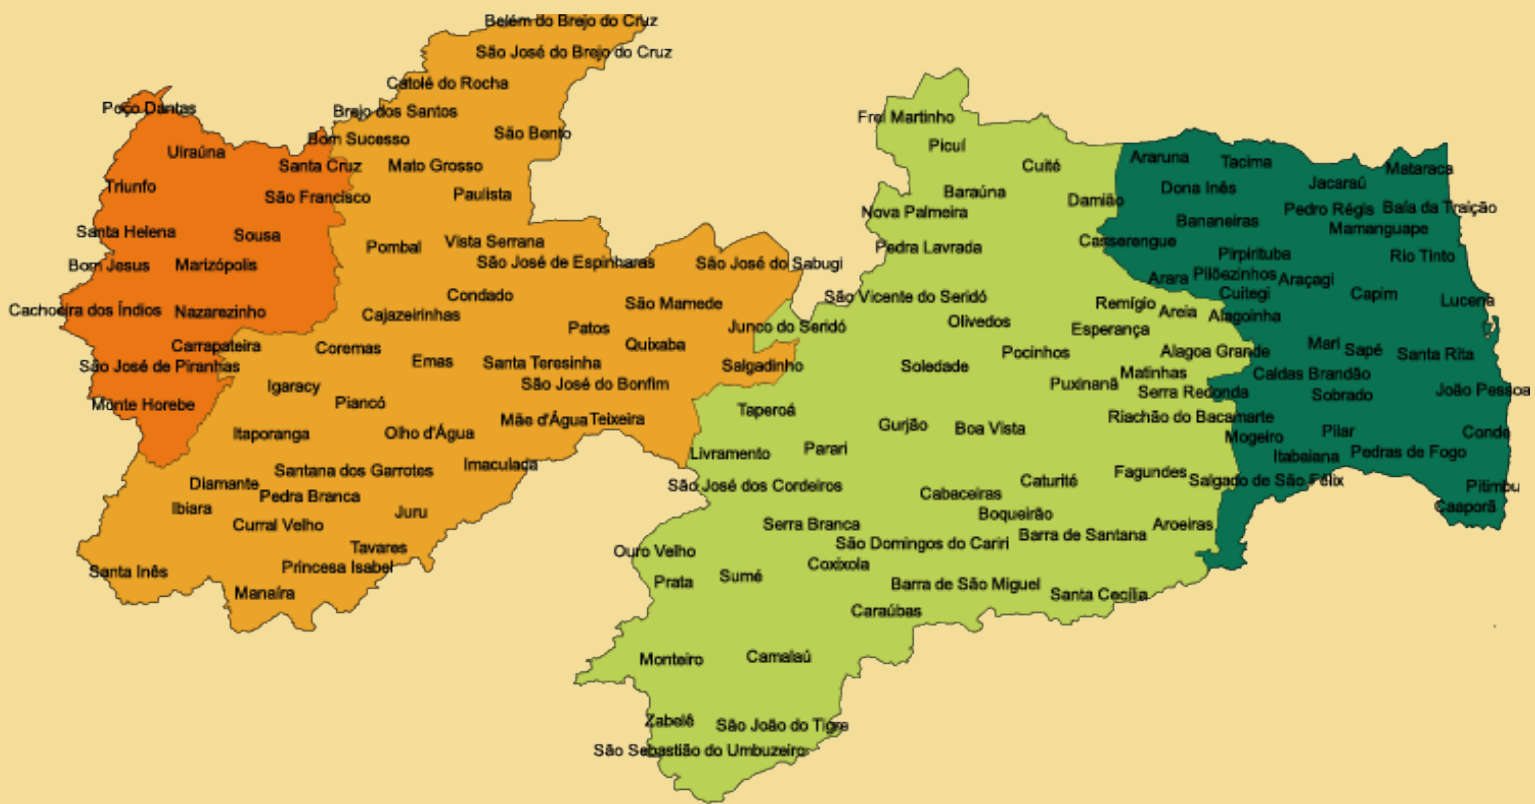 Belém do Brejo do Cruz
São José do Brejo do Cruz
Catolé do Rocha
Poço Dantas
Brejo dos Santos
Frei Martinho
São Bento
Bom Sucesso
Picuí
Uiraúna
Araruna
Tacima
Santa Cruz
Mato Grosso
Cuité
Mataraca
Triunfo
Jacaraú
Dona Inês
Paulista
Baraúna
São Francisco
Damião
Nova Palmeira
Pedro Régis
Baía da Traição
Bananeiras
Mamanguape
Santa Helena
Sousa
Vista Serrana
Casserengue
Pombal
Pedra Lavrada
Pirpirituba
Rio Tinto
São José de Espinharas
São José do Sabugi
Bom Jesus
Marizópolis
Pilõezinhos
Arara
Araçagi
Condado
São Vicente do Seridó
Cuitegi
Capim
Lucena
São Mamede
Remígio
Cachoeira dos Índios
Nazarezinho
Cajazeirinhas
Areia
Alagoinha
Olivedos
Patos
Junco do Seridó
Esperança
Carrapateira
Coremas
Quixaba
Mari
Sapé
Pocinhos
Alagoa Grande
Santa Rita
Emas
Santa Teresinha
São José de Piranhas
Salgadinho
Soledade
Matinhas
Caldas Brandão
Igaracy
São José do Bonfim
Puxinanã
Serra Redonda
Sobrado
João Pessoa
Monte Horebe
Piancó
Taperoá
Mãe d'Água
Teixeira
Riachão do Bacamarte
Gurjão
Boa Vista
Itaporanga
Olho d'Água
Mogeiro
Pilar
Conde
Livramento
Parari
Itabaiana
Pedras de Fogo
Santana dos Garrotes
Imaculada
Fagundes
Diamante
São José dos Cordeiros
Caturité
Salgado de São Félix
Pitimbu
Pedra Branca
Cabaceiras
Ibiara
Juru
Boqueirão
Caaporã
Curral Velho
Serra Branca
Aroeiras
Barra de Santana
Tavares
Ouro Velho
São Domingos do Cariri
Santa Inês
Princesa Isabel
Coxixola
Prata
Sumé
Barra de São Miguel
Manaíra
Santa Cecília
Caraúbas
Monteiro
Camalaú
Zabelê
São João do Tigre
São Sebastião do Umbuzeiro